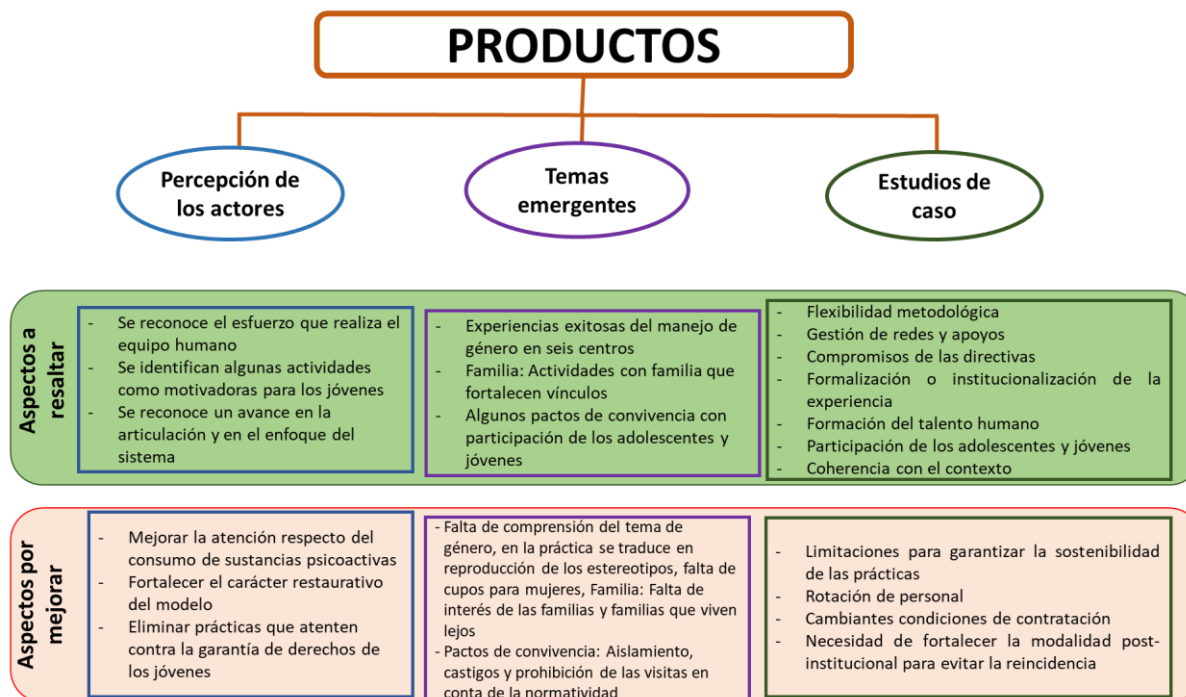 PRODUCTOS
Percepción de
los actores
Temas
emergentes
Estudios de
caso
Aspectos a
resaltar
- Se reconoce el esfuerzo que realiza el
equipo humano
- Se identifican algunas actividades
como motivadoras para los jóvenes
- Se reconoce un avance en la
articulación y en el enfoque del
sistema
- Experiencias exitosas del manejo de
género en seis centros
- Familia: Actividades con familia que
fortalecen vínculos
- Algunos pactos de convivencia con
participación de los adolescentes y
jóvenes
- Flexibilidad metodológica
- Gestión de redes y apoyos
- Compromisos de las directivas
- Formalización o institucionalización de la
experiencia
- Formación del talento humano
- Participación de los adolescentes y jóvenes
- Coherencia con el contexto
Aspectos por
mejorar
- Mejorar la atención respecto del
consumo de sustancias psicoactivas
- Fortalecer el carácter restaurativo
del modelo
- Eliminar prácticas que atenten
contra la garantía de derechos de
los jóvenes
- Falta de comprensión del tema de
género, en la práctica se traduce en
reproducción de los estereotipos, falta de
cupos para mujeres, Familia: Falta de
interés de las familias y familias que viven
lejos
- Pactos de convivencia: Aislamiento,
castigos y prohibición de las visitas en
conta de la normatividad
- Limitaciones para garantizar la sostenibilidad
de las prácticas
- Rotación de personal
- Cambiantes condiciones de contratación
- Necesidad de fortalecer la modalidad post-
institucional para evitar la reincidencia